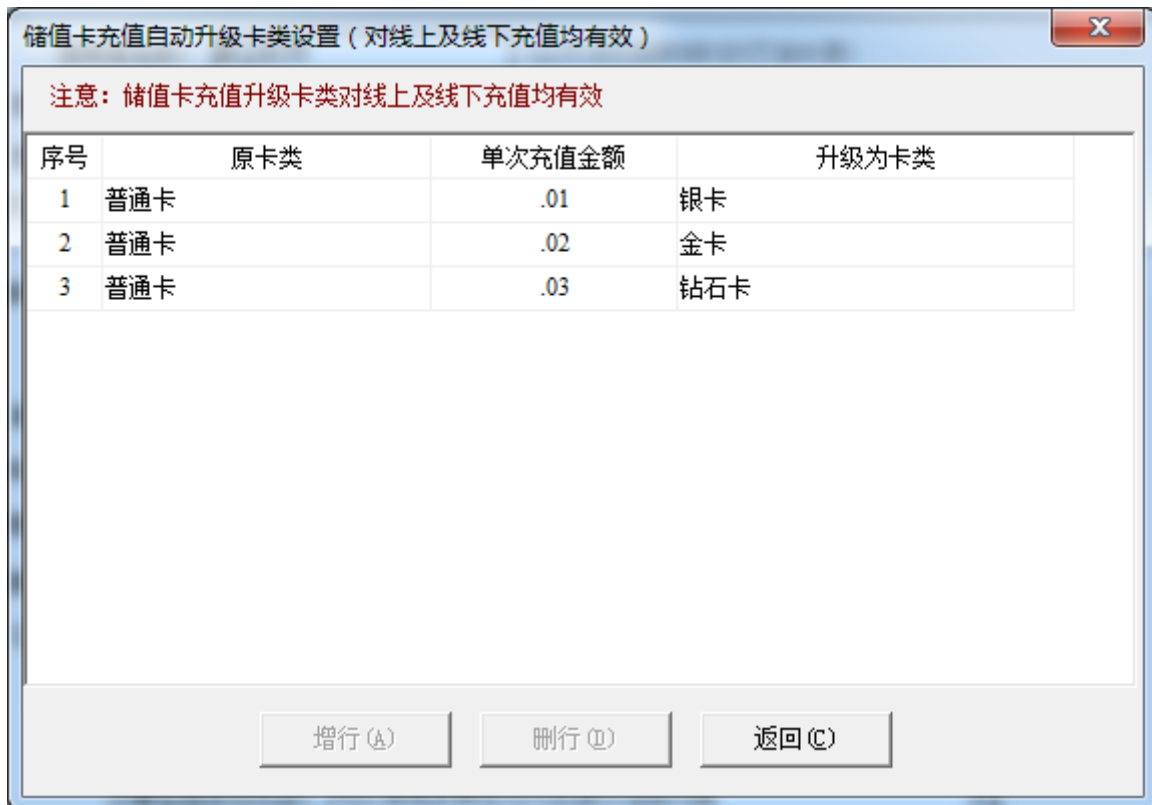 储值卡充值自动升级卡类设置（对线上及线下充值均有效）
注意：储值卡充值升级卡类对线上及线下充值均有效
序号 原卡类 单次充值金额 升级为卡类
1 普通卡 .01 银卡
2 普通卡 .02 金卡
3 普通卡 .03 钻石卡
增行(A) 删行(D) 返回(C)